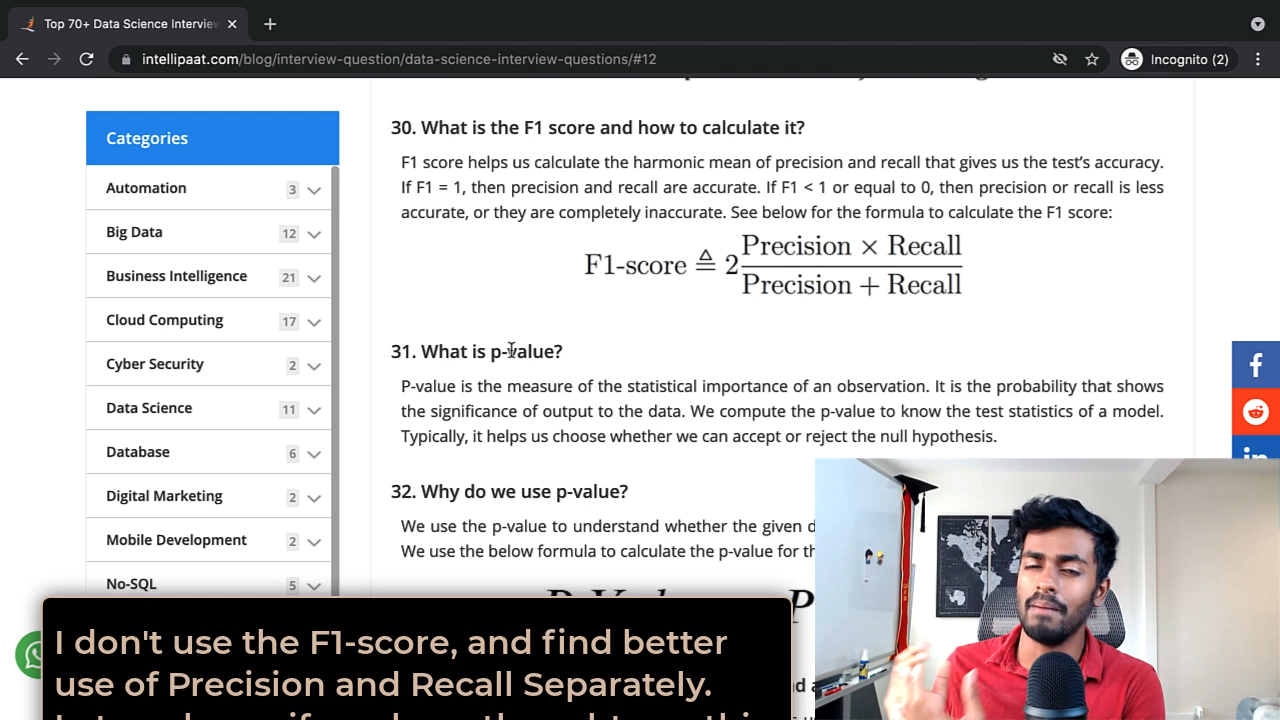 Top 70+ Data Science Intervie
intellipaat.com/blog/interview-question/data-science-interview-questions/#12
Incognito (2)
Categories
Automation 3
Big Data 12
Business Intelligence 21
Cloud Computing 17
Cyber Security 2
Data Science 11
Database 6
Digital Marketing 2
Mobile Development 2
No-SQL 5
30. What is the F1 score and how to calculate it?
F1 score helps us calculate the harmonic mean of precision and recall that gives us the test’s accuracy.
If F1 = 1, then precision and recall are accurate. If F1 < 1 or equal to 0, then precision or recall is less
accurate, or they are completely inaccurate. See below for the formula to calculate the F1 score:
Precision × Recall
F1-score ≜ 2
Precision + Recall
31. What is p-value?
P-value is the measure of the statistical importance of an observation. It is the probability that shows
the significance of output to the data. We compute the p-value to know the test statistics of a model.
Typically, it helps us choose whether we can accept or reject the null hypothesis.
32. Why do we use p-value?
We use the p-value to understand whether the given d
We use the below formula to calculate the p-value for th
I don't use the F1-score, and find better
use of Precision and Recall Separately.
f
in